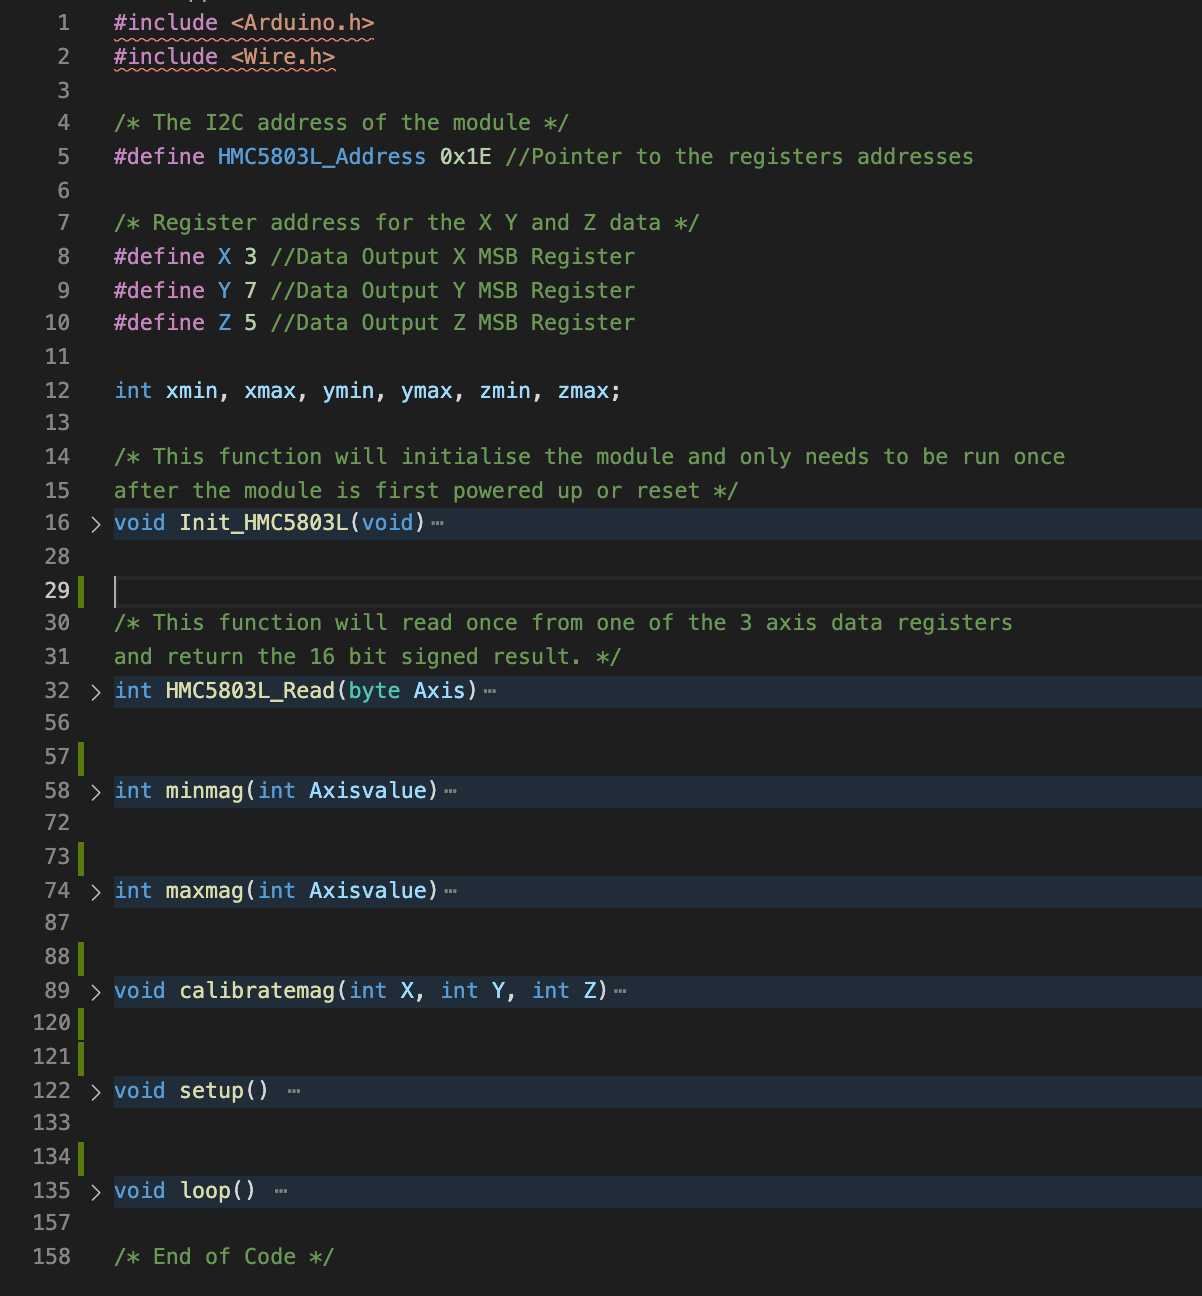 1 #include <Arduino.h>
2 #include <Wire.h>
3
4 /* The I2C address of the module */
5 #define HMC5803L_Address 0x1E //Pointer to the registers addresses
6
7 /* Register address for the X Y and Z data */
8 #define X 3 //Data Output X MSB Register
9 #define Y 7 //Data Output Y MSB Register
10 #define Z 5 //Data Output Z MSB Register
11
12 int xmin, xmax, ymin, ymax, zmin, zmax;
13
14 /* This function will initialise the module and only needs to be run once
15 after the module is first powered up or reset */
16 > void Init_HMC5803L(void) ⋯
28
29
30 /* This function will read once from one of the 3 axis data registers
31 and return the 16 bit signed result. */
32 > int HMC5803L_Read(byte Axis) ⋯
56
57
58 > int minmag(int Axisvalue) ⋯
72
73
74 > int maxmag(int Axisvalue) ⋯
87
88
89 > void calibratemag(int X, int Y, int Z) ⋯
120
121
122 > void setup() ⋯
133
134
135 > void loop() ⋯
157
158 /* End of Code */